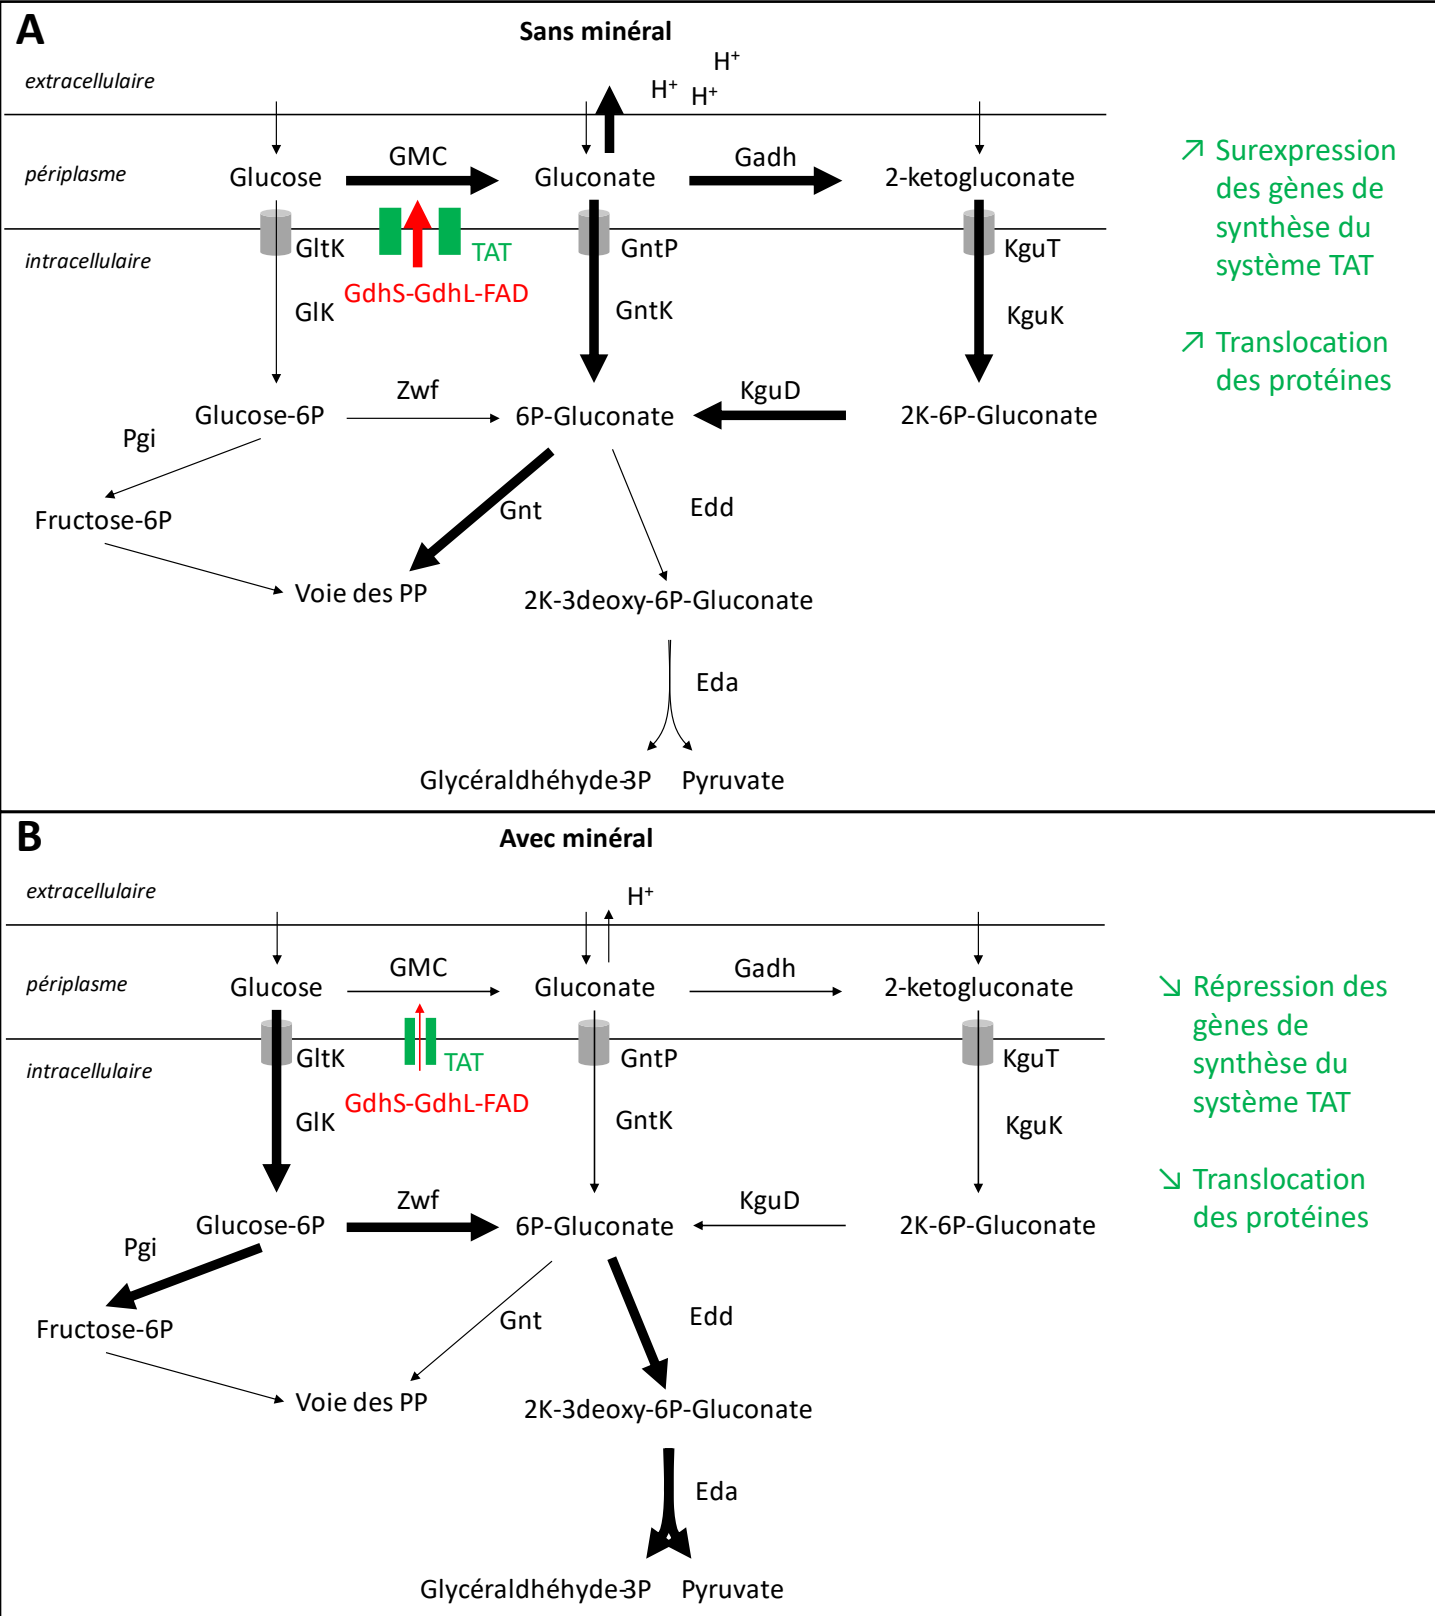 A
Sans minéral
extracellulaire
H+
H+ H+
périplasme
Glucose
GMC
Gluconate
Gadh
2-ketogluconate
intracellulaire
GltK
TAT
GntP
KguT
GdhS-GdhL-FAD
GlK
GntK
KguK
Glucose-6P
Zwf
6P-Gluconate
KguD
2K-6P-Gluconate
Pgi
Fructose-6P
Gnt
Edd
Voie des PP
2K-3deoxy-6P-Gluconate
Eda
Glycéraldhéhyde-3P
Pyruvate
↗ Surexpression
des gènes de
synthèse du
système TAT
↗ Translocation
des protéines
B
Avec minéral
extracellulaire
H+
périplasme
Glucose
GMC
Gluconate
Gadh
2-ketogluconate
intracellulaire
GltK
TAT
GntP
KguT
GdhS-GdhL-FAD
GlK
GntK
KguK
Glucose-6P
Zwf
6P-Gluconate
KguD
2K-6P-Gluconate
Pgi
Fructose-6P
Gnt
Edd
Voie des PP
2K-3deoxy-6P-Gluconate
Eda
Glycéraldhéhyde-3P
Pyruvate
↘ Répression des
gènes de
synthèse du
système TAT
↘ Translocation
des protéines